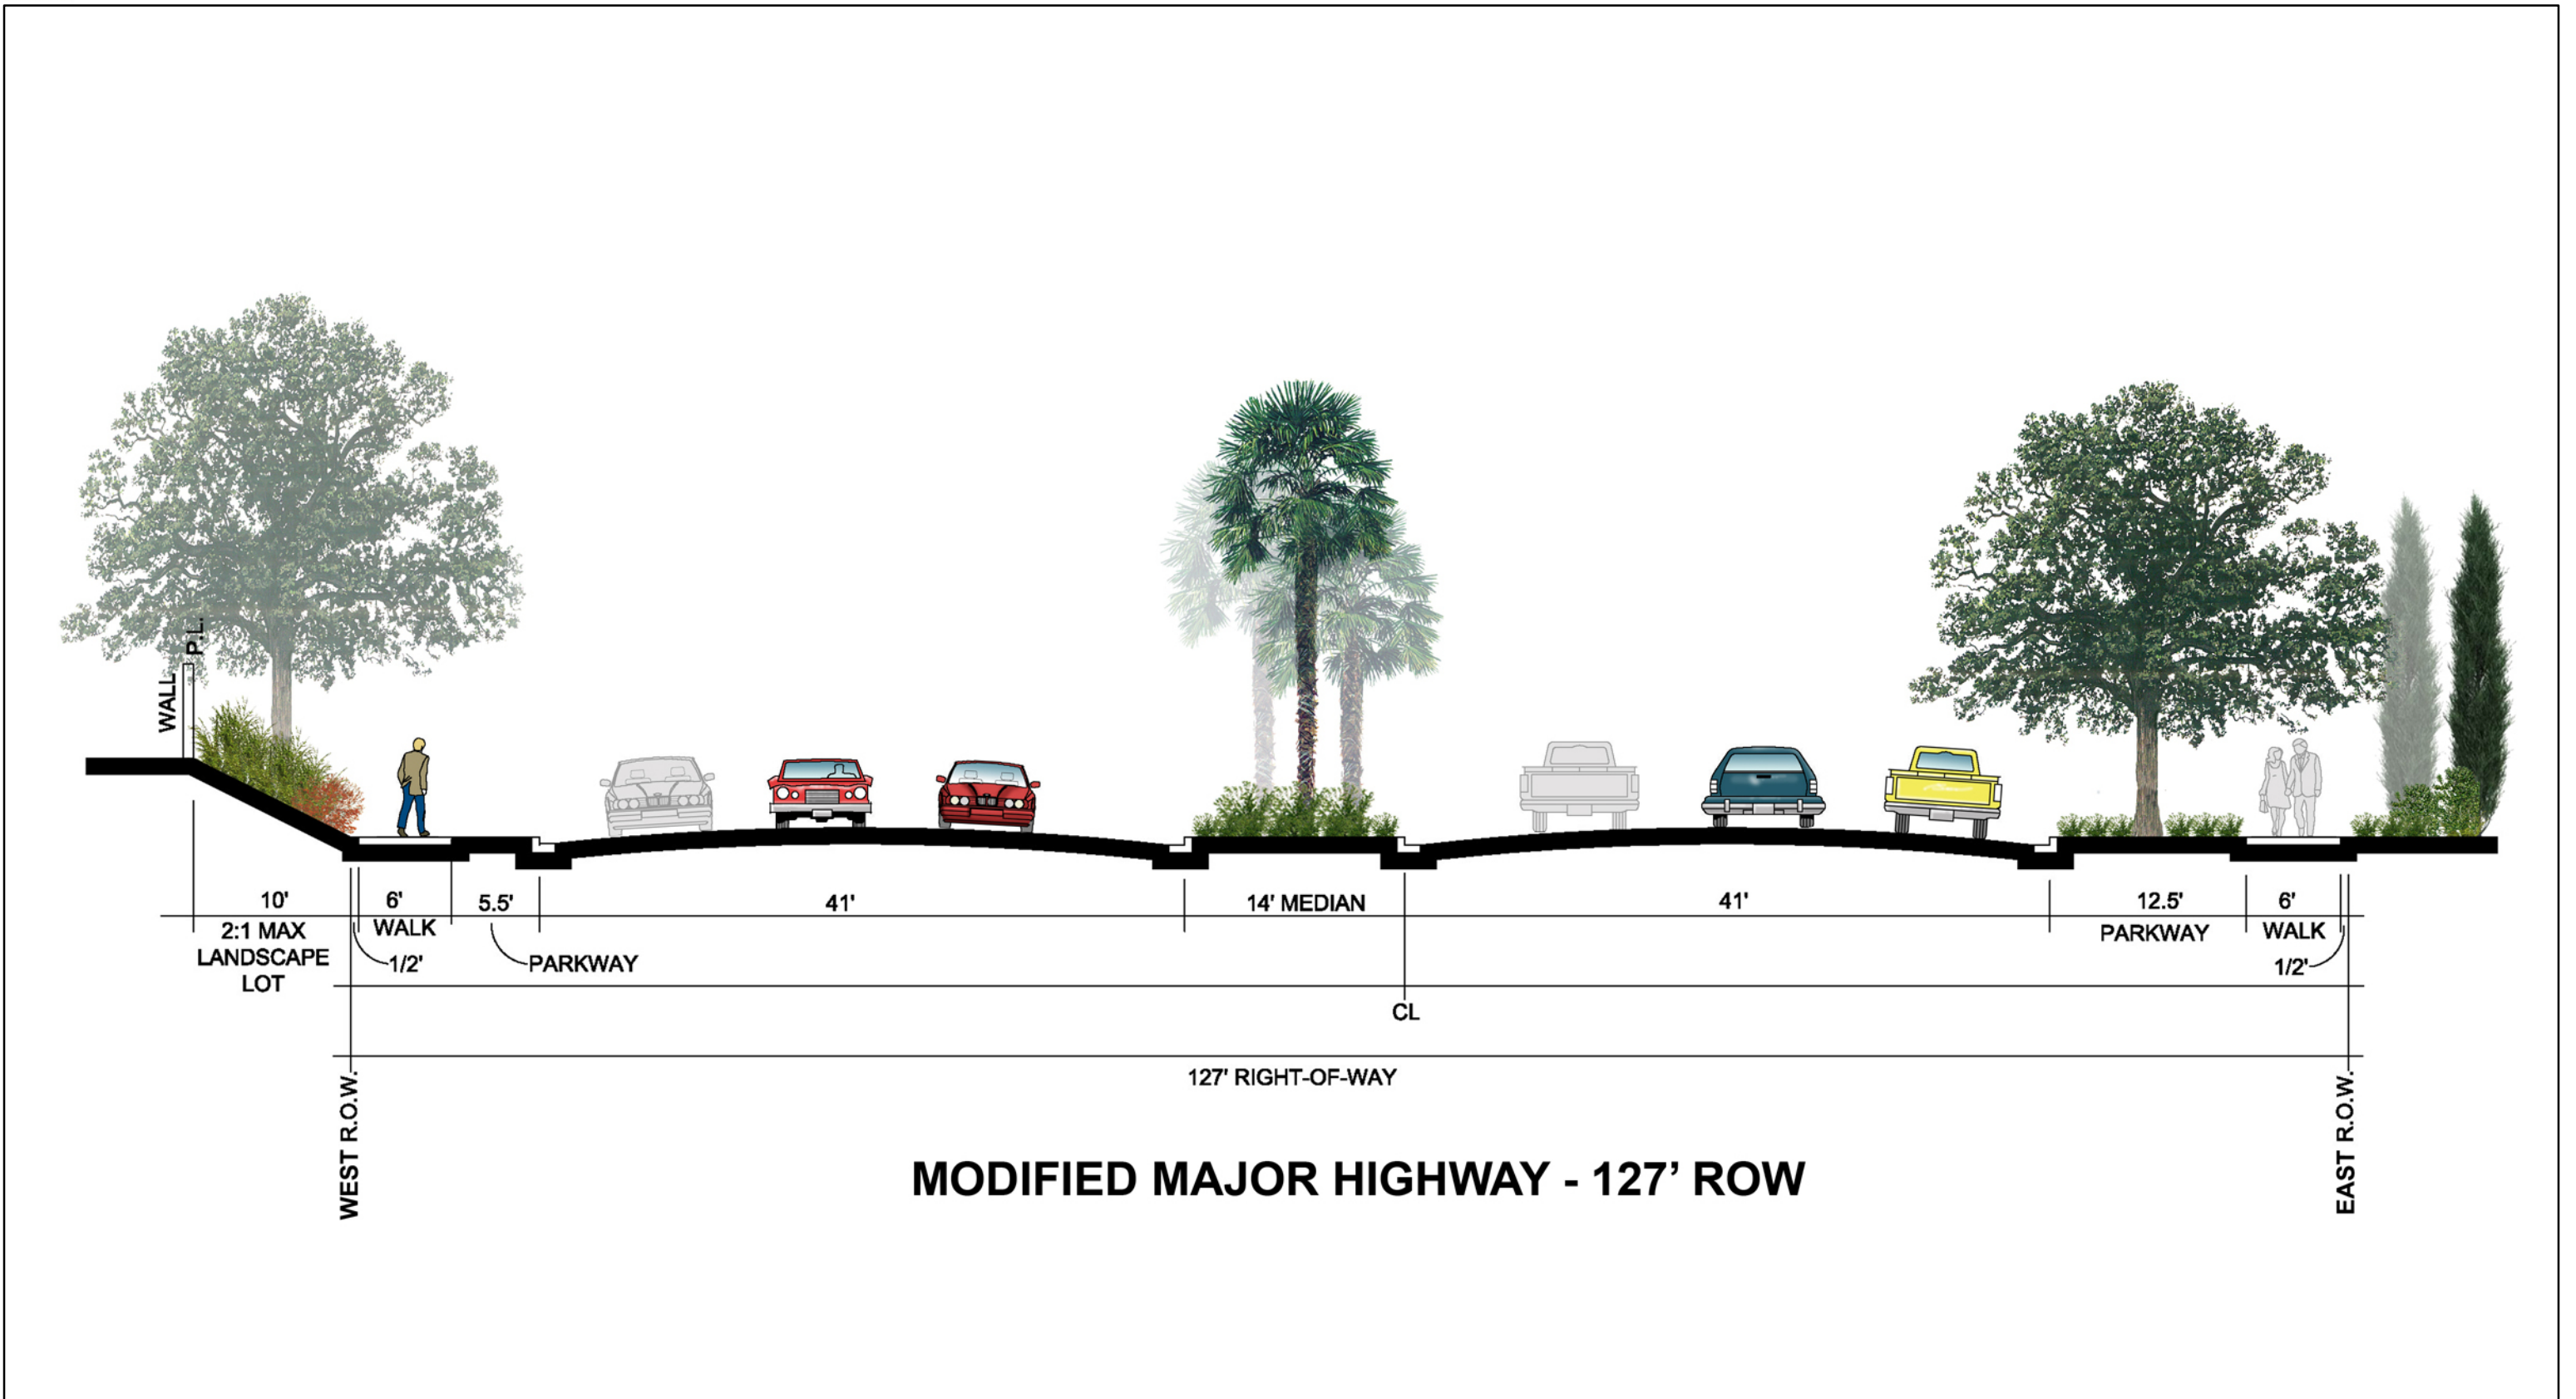 P.L.
WALL
10'
6'
5.5'
41'
14' MEDIAN
41'
12.5'
6'
2:1 MAX
LANDSCAPE
LOT
WALK
1/2'
PARKWAY
PARKWAY
WALK
1/2'
CL
127' RIGHT-OF-WAY
WEST R.O.W.
EAST R.O.W.
MODIFIED MAJOR HIGHWAY - 127’ ROW